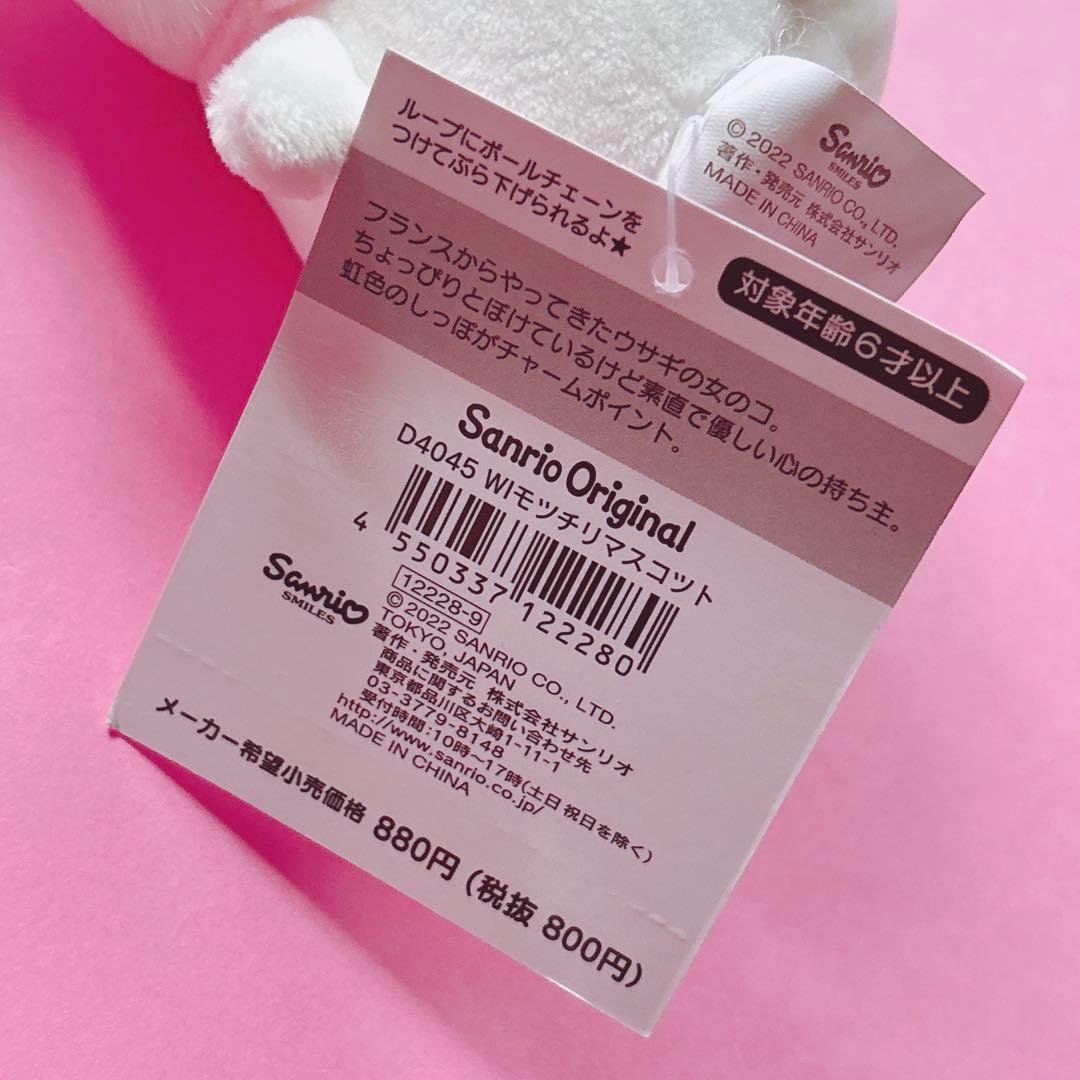 ループにボールチェーンを
つけてぶら下げられるよ★
対象年齢6才以上
フランスからやってきたウサギの女のコ。
ちょっぴりとぼけているけど素直で優しい心の持ち主。
虹色のしっぽがチャームポイント。
Sanrio Original
D4045 WIモツチリマスコツト
4 550337 122280
12228-9
Sanrio
SMILES
© 2022 SANRIO CO., LTD.
TOKYO, JAPAN
著作・発売元 株式会社サンリオ
商品に関するお問い合わせ先
東京都品川区大崎1-11-1
03-3779-8148
受付時間:10時~17時(土日祝日を除く)
http://www.sanrio.co.jp/
MADE IN CHINA
メーカー希望小売価格 880円(税抜 800円)
Sanrio
SMILES
© 2022 SANRIO CO., LTD.
著作・発売元 株式会社サンリオ
MADE IN CHINA